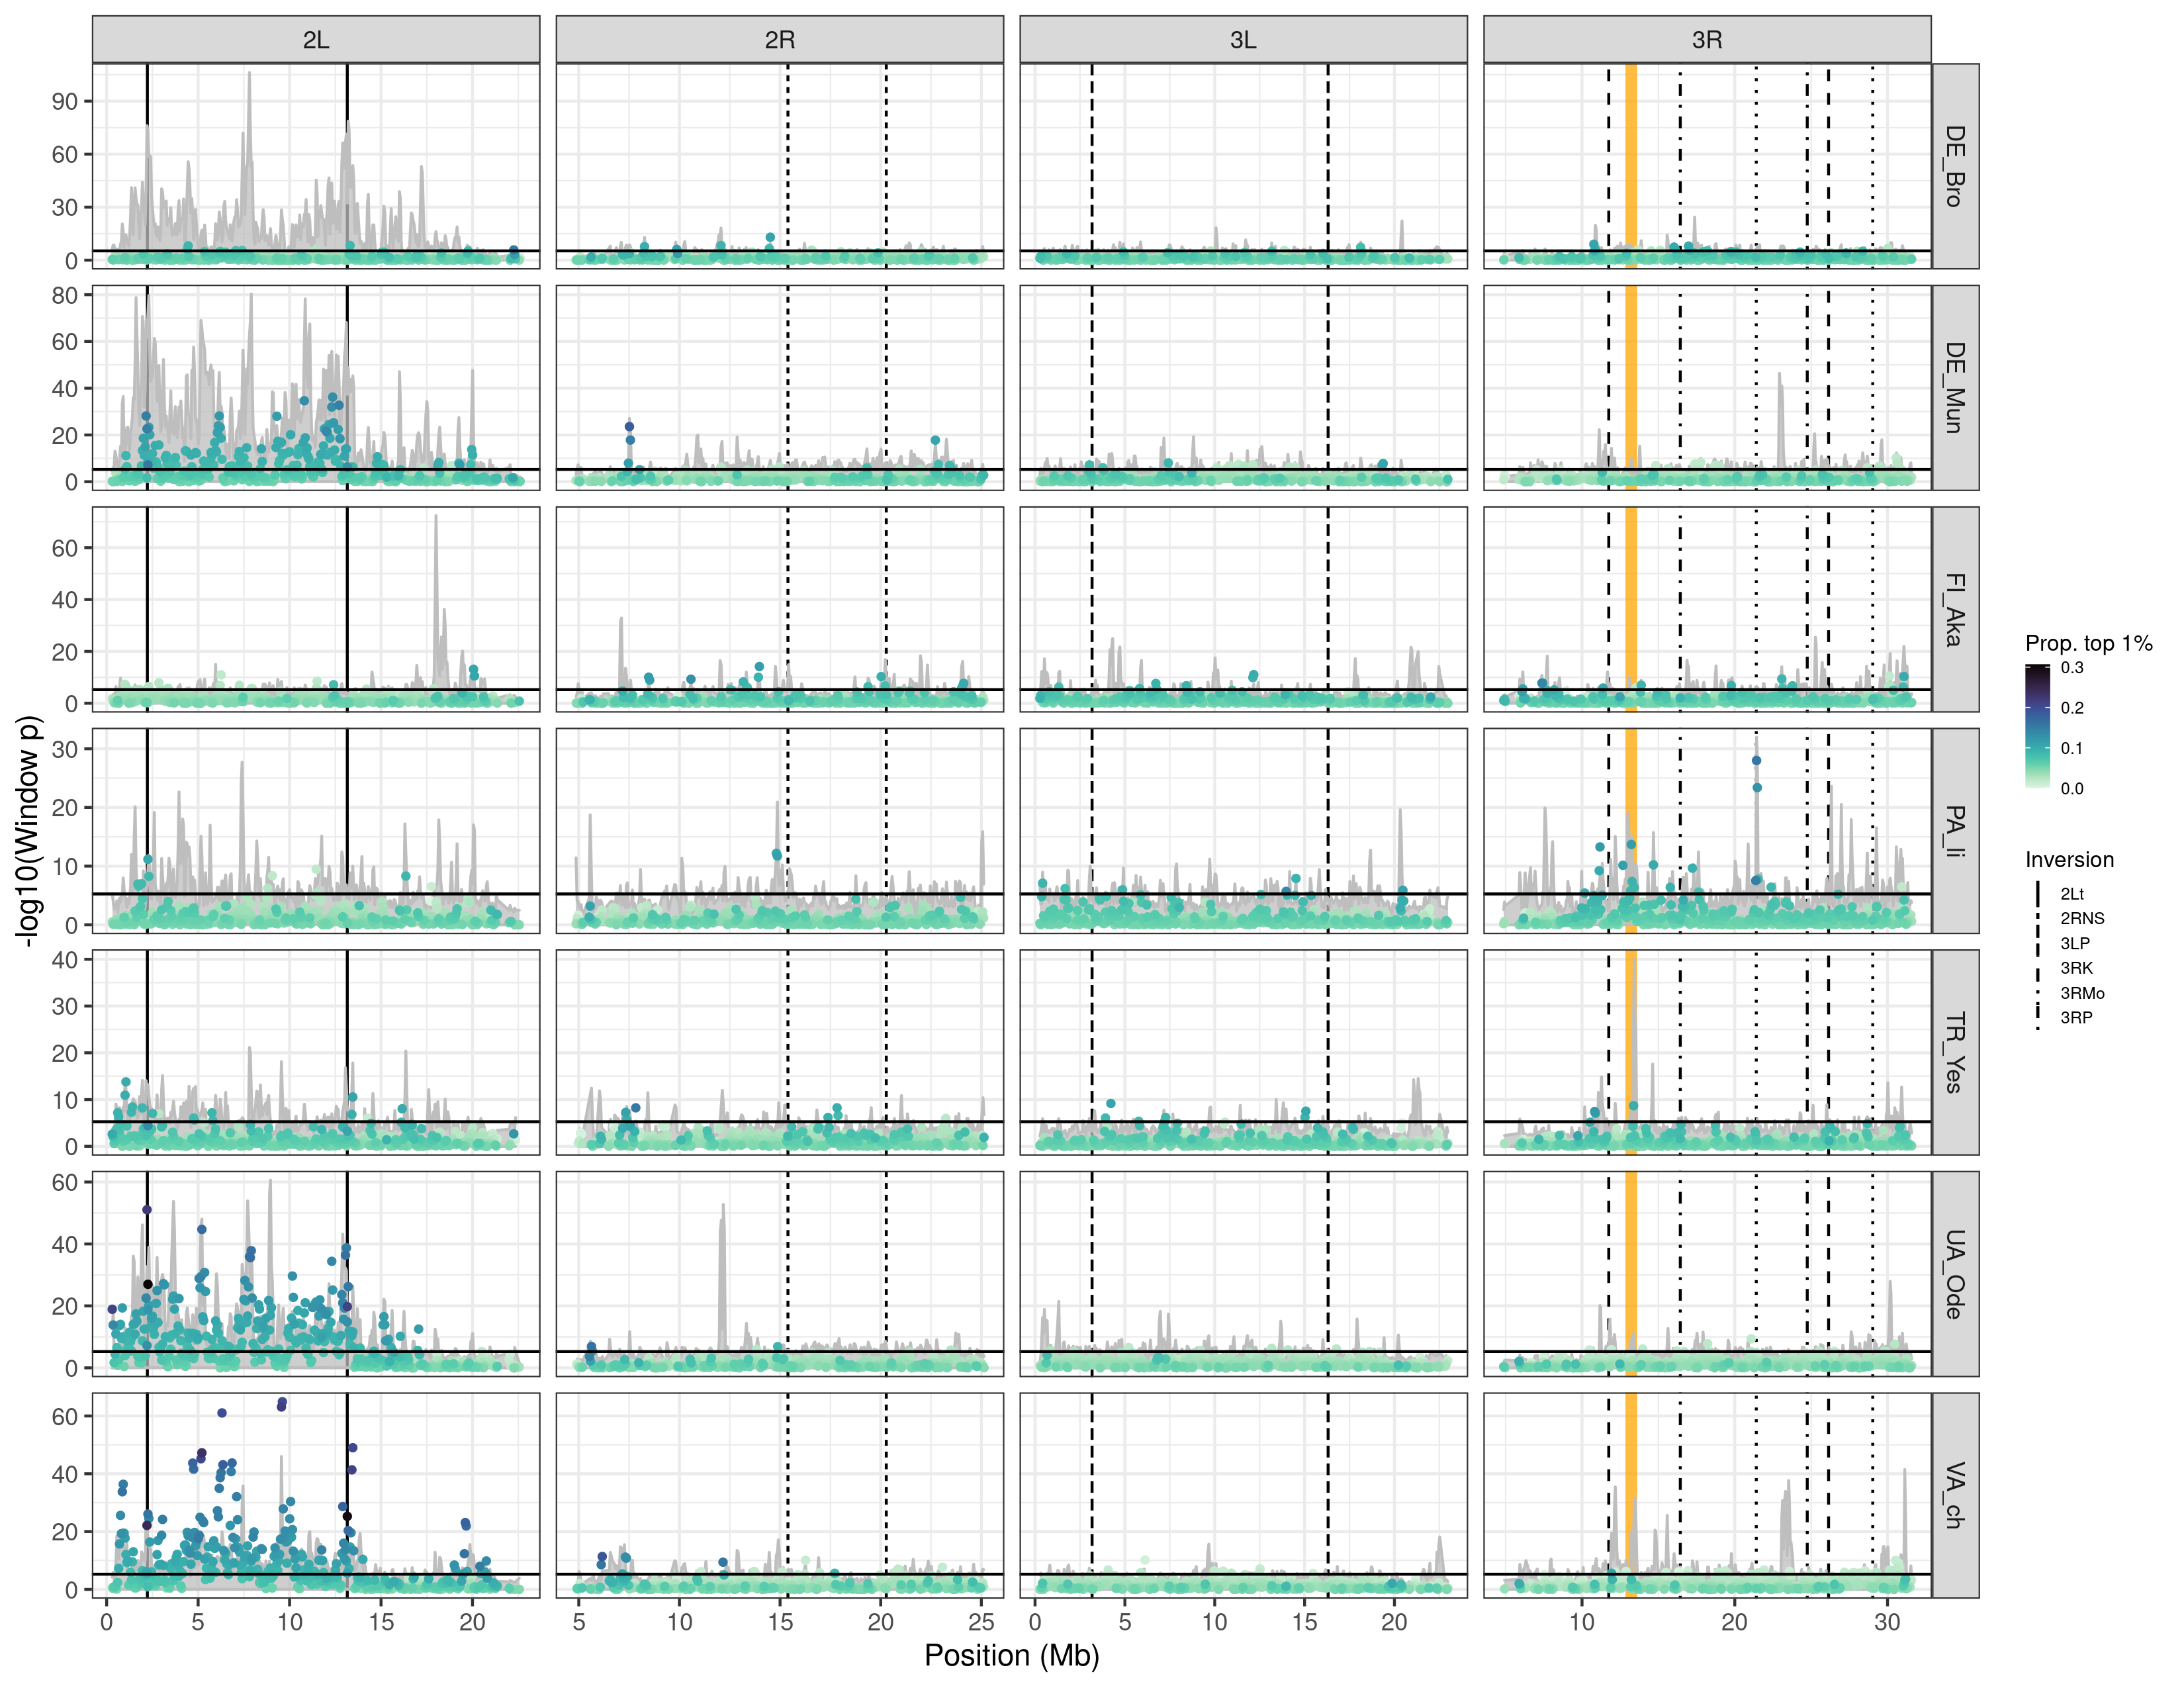 2L 2R 3L 3R
90
60
30
0
DE_Bro
80
60
40
20
0
DE_Mun
60
40
20
0
FI_Aka
30
20
10
0
PA_li
40
30
20
10
0
TR_Yes
60
40
20
0
UA_Ode
60
40
20
0
VA_ch
0 5 10 15 20 5 10 15 20 25 0 5 10 15 20 10 20 30
Position (Mb)
-log10(Window p)
Prop. top 1%
0.3
0.2
0.1
0.0
Inversion
2Lt
2RNS
3LP
3RK
3RMo
3RP